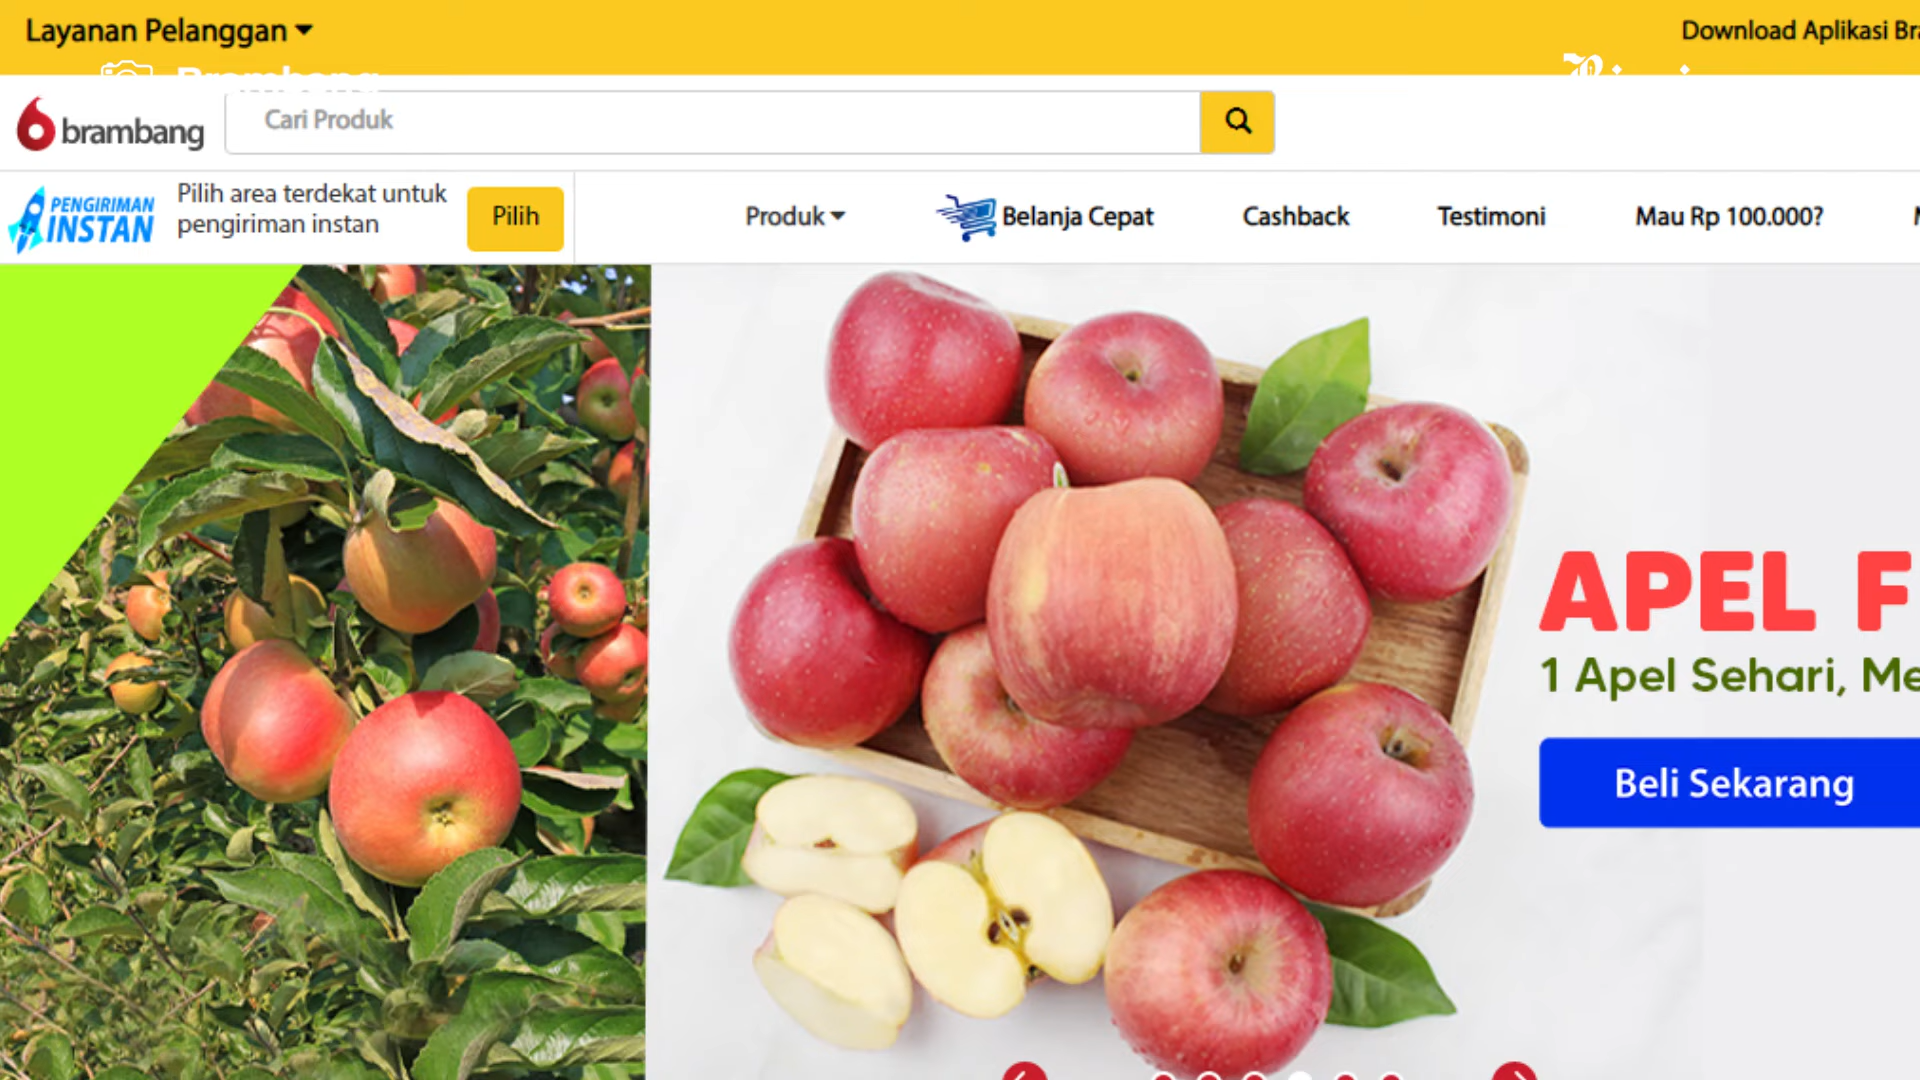 Layanan Pelanggan
Download Aplikasi
Brambang
brambang
Cari Produk
PENGIRIMAN
INSTAN
Pilih area terdekat untuk
pengiriman instan
Pilih
Produk
Belanja Cepat
Cashback
Testimoni
Mau Rp 100.000?
APEL F
1 Apel Sehari, Me
Beli Sekarang